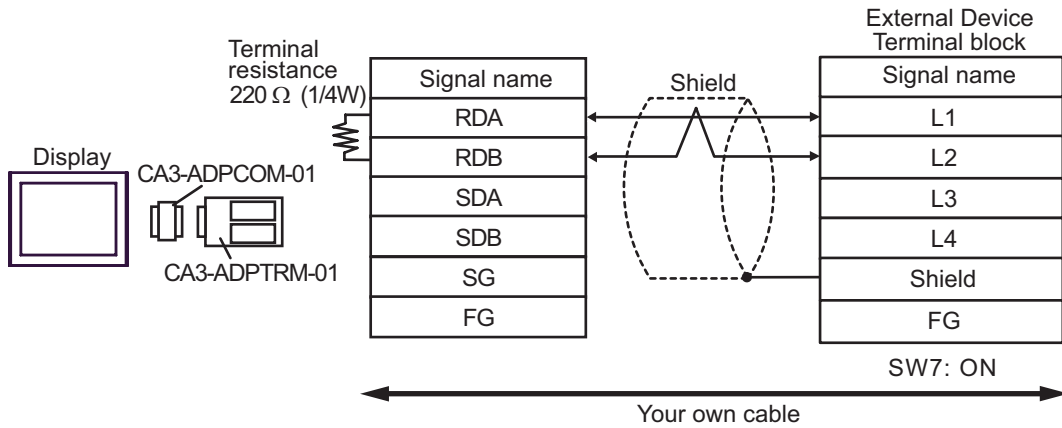 External Device
Terminal block
Terminal
resistance
220 Ω (1/4W)
Signal name
RDA
RDB
SDA
SDB
SG
FG
Shield
Signal name
L1
L2
L3
L4
Shield
FG
Display
CA3-ADPCOM-01
CA3-ADPTRM-01
SW7: ON
Your own cable